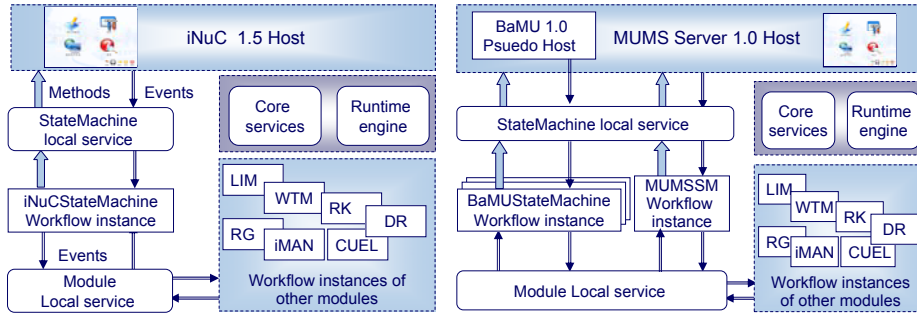 iNuC 1.5 Host
Methods
Events
StateMachine
local service
Core
services
Runtime
engine
iNuCStateMachine
Workflow instance
LIM
WTM
RK
DR
RG
iMAN
CUEL
Events
Module
Local service
Workflow instances of
other modules
BaMU 1.0
Psuedo Host
MUMS Server 1.0 Host
StateMachine local service
Core
services
Runtime
engine
BaMUStateMachine
Workflow instance
MUMSSM
Workflow
instance
LIM
WTM
RK
DR
RG
iMAN
CUEL
Module Local service
Workflow instances
of other modules